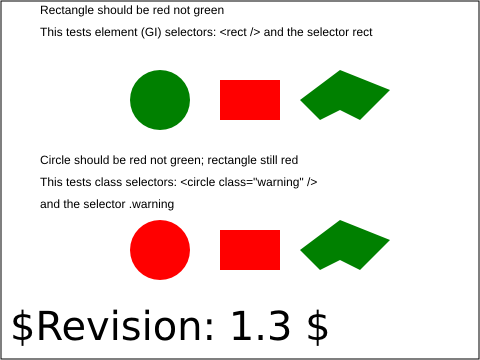 Rectangle should be red not green
This tests element (GI) selectors: <rect /> and the selector rect
Circle should be red not green; rectangle still red
This tests class selectors: <circle class="warning" />
and the selector .warning
$Revision: 1.3 $